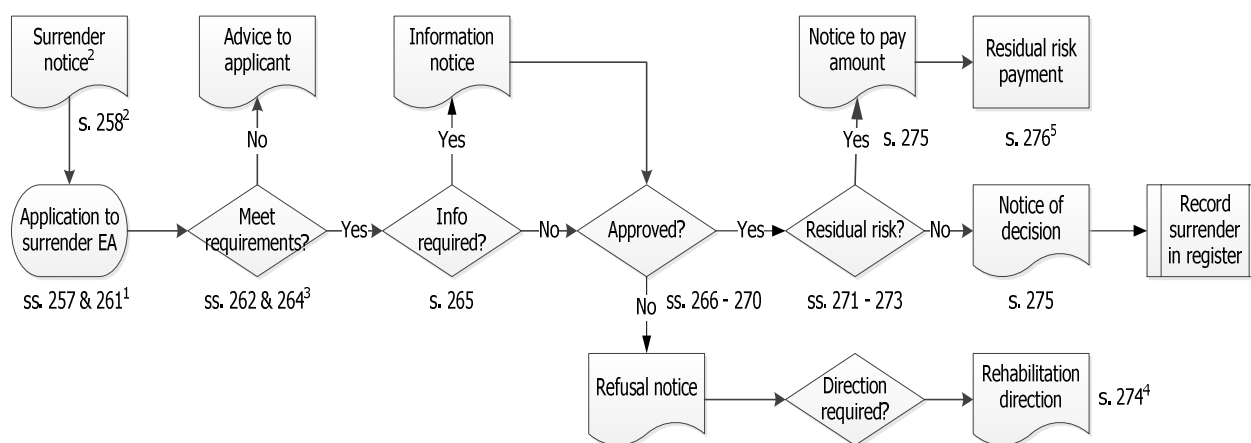 Surrender
notice²
Advice to
applicant
Information
notice
Notice to pay
amount
Residual risk
payment
s. 258²
No
Yes
Yes
s. 275
s. 276⁵
Application to
surrender EA
Meet
requirements?
Yes
Info
required?
No
Approved?
Yes
Residual risk?
No
Notice of
decision
Record
surrender
in register
ss. 257 & 261¹
ss. 262 & 264³
s. 265
No
ss. 266 - 270
ss. 271 - 273
s. 275
Refusal notice
Direction
required?
Rehabilitation
direction
s. 274⁴